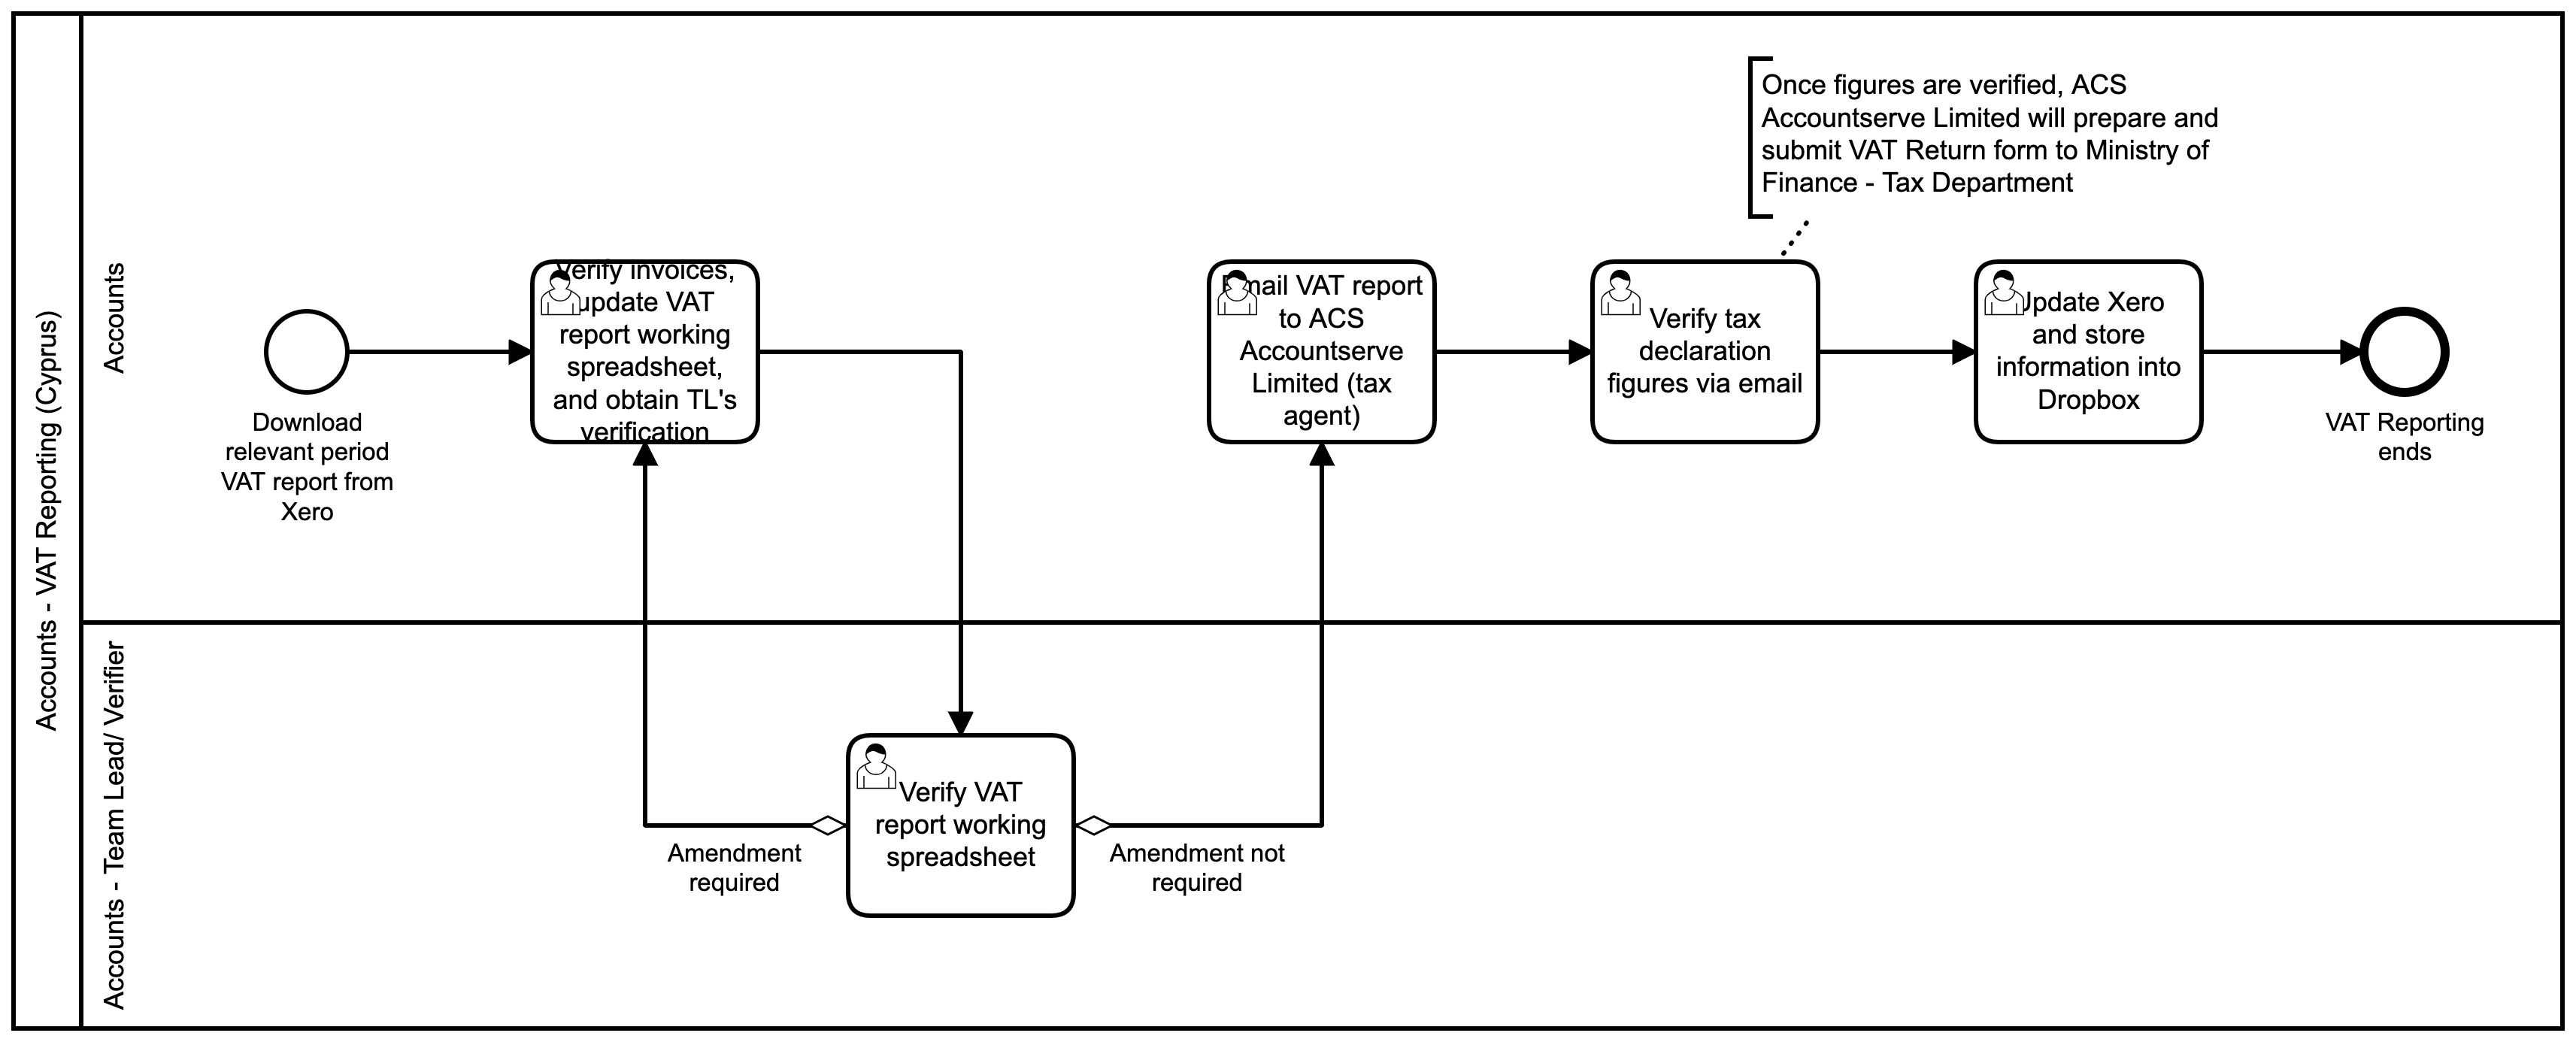 Accounts - VAT Reporting (Cyprus)
Accounts
Once figures are verified, ACS
Accountserve Limited will prepare and
submit VAT Return form to Ministry of
Finance - Tax Department
Download
relevant period
VAT report from
Xero
Verify invoices,
update VAT
report working
spreadsheet,
and obtain TL's
verification
Email VAT report
to ACS
Accountserve
Limited (tax
agent)
Verify tax
declaration
figures via email
Update Xero
and store
information into
Dropbox
VAT Reporting
ends
Accounts - Team Lead/ Verifier
Verify VAT
report working
spreadsheet
Amendment
required
Amendment not
required